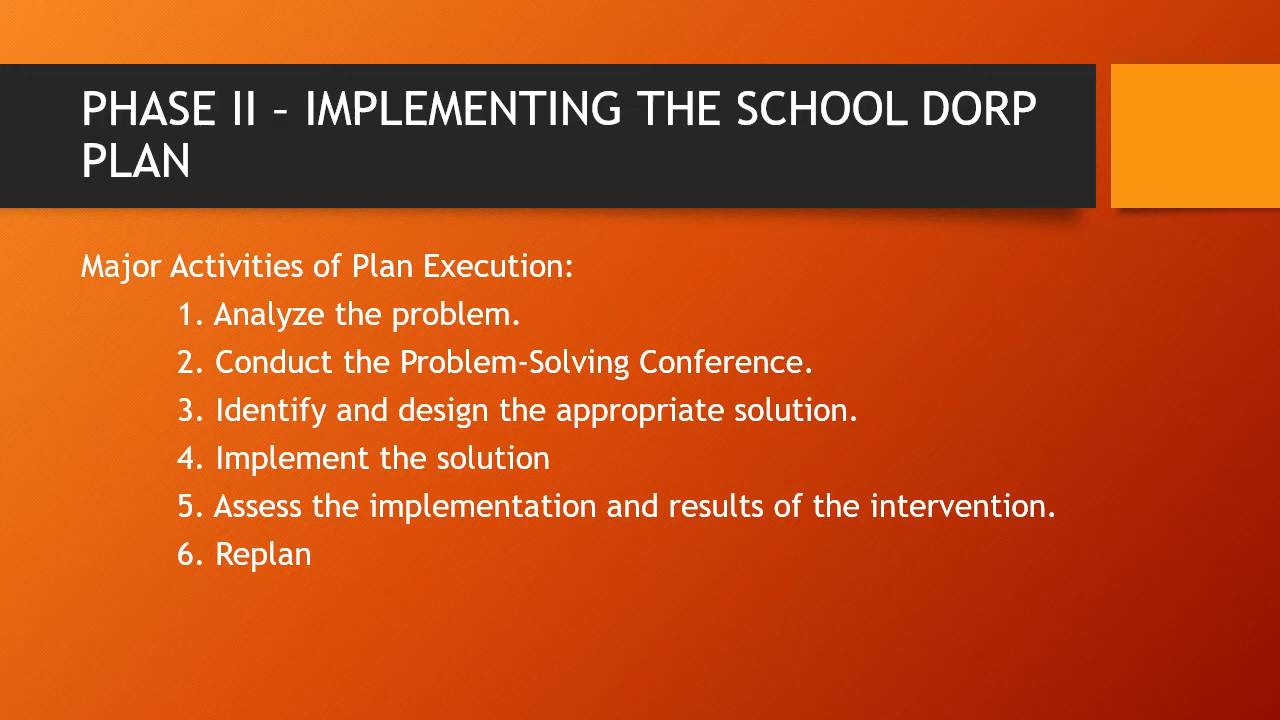 PHASE II – IMPLEMENTING THE SCHOOL DORP
PLAN
Major Activities of Plan Execution:
1. Analyze the problem.
2. Conduct the Problem-Solving Conference.
3. Identify and design the appropriate solution.
4. Implement the solution
5. Assess the implementation and results of the intervention.
6. Replan